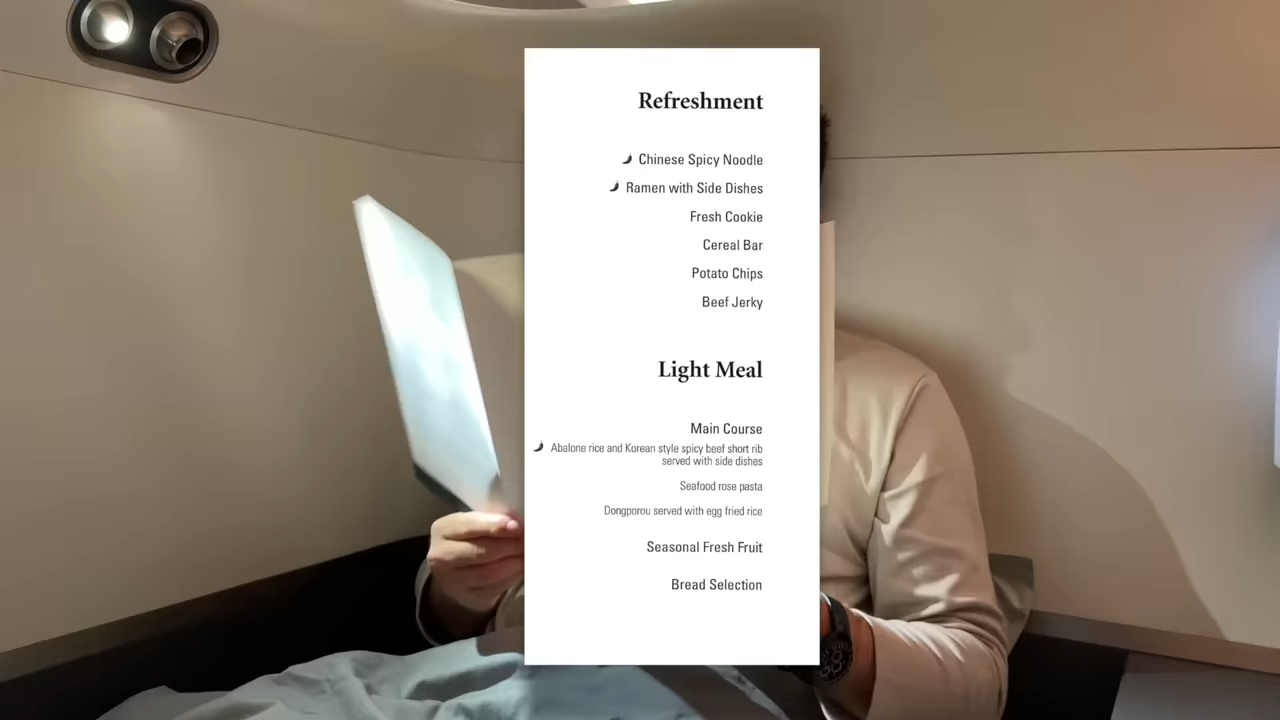 Refreshment
Chinese Spicy Noodle
Ramen with Side Dishes
Fresh Cookie
Cereal Bar
Potato Chips
Beef Jerky
Light Meal
Main Course
Abalone rice and Korean style spicy beef short rib
served with side dishes
Seafood rose pasta
Dongporou served with egg fried rice
Seasonal Fresh Fruit
Bread Selection